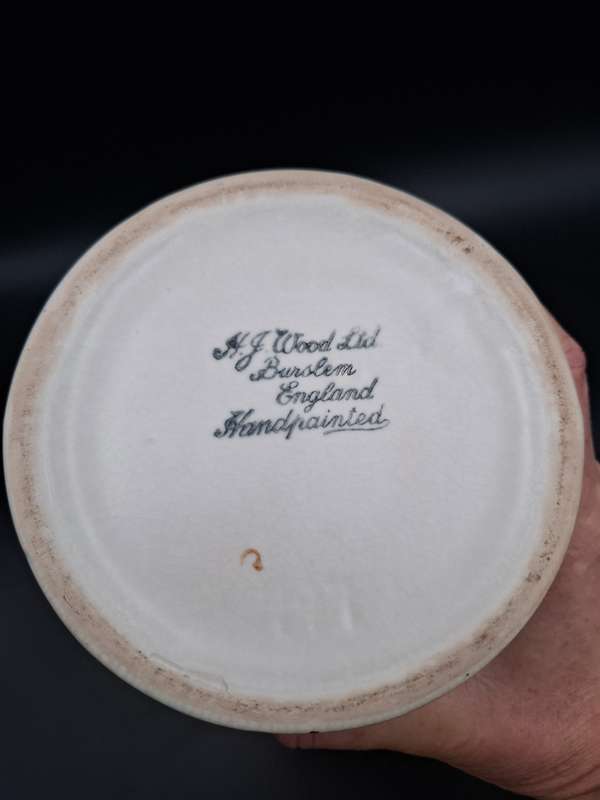 H.J. Wood Ltd
Burslem
England
Handpainted